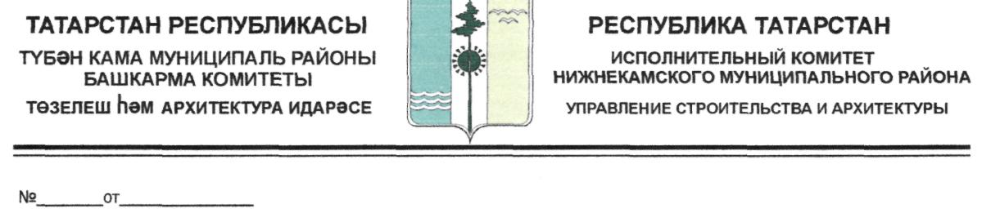 ТАТАРСТАН РЕСПУБЛИКАСЫ
ТҮБӘН КАМА МУНИЦИПАЛЬ РАЙОНЫ
БАШКАРМА КОМИТЕТЫ
ТӨЗЕЛЕШ һәм АРХИТЕКТУРА ИДАРӘСЕ
РЕСПУБЛИКА ТАТАРСТАН
ИСПОЛНИТЕЛЬНЫЙ КОМИТЕТ
НИЖНЕКАМСКОГО МУНИЦИПАЛЬНОГО РАЙОНА
УПРАВЛЕНИЕ СТРОИТЕЛЬСТВА И АРХИТЕКТУРЫ
№_______от______________